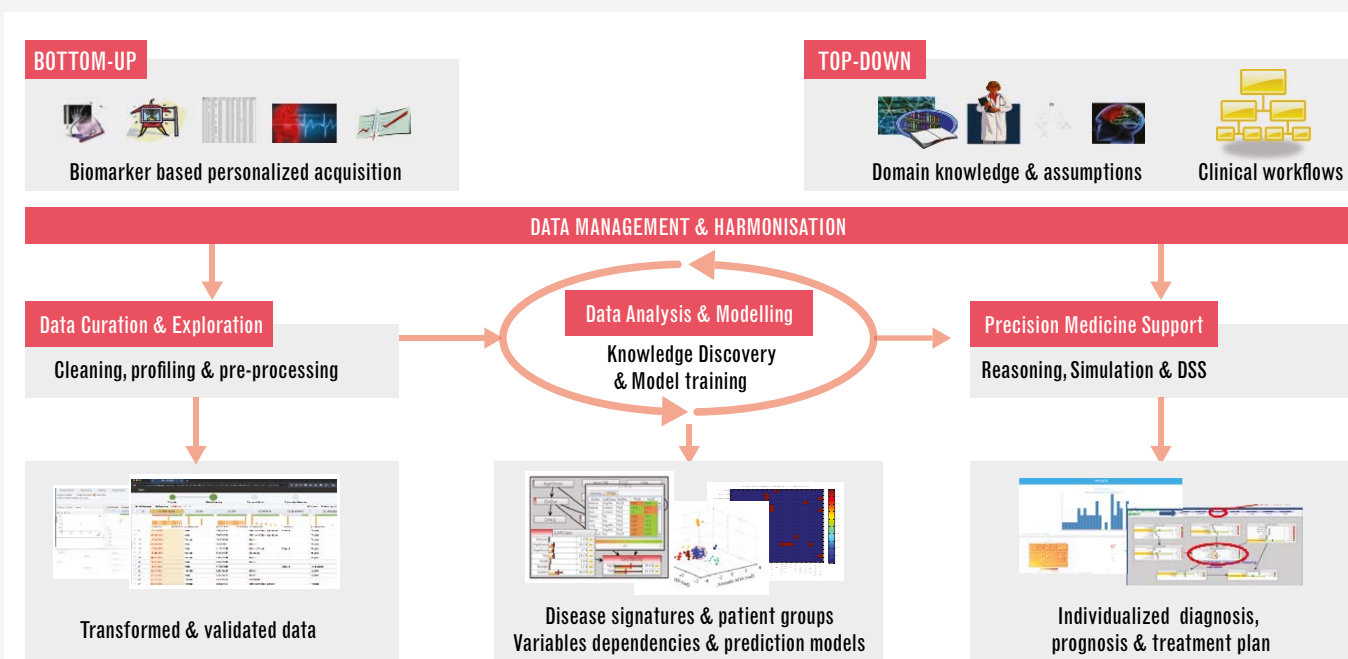 BOTTOM-UP
TOP-DOWN
Biomarker based personalized acquisition
Domain knowledge & assumptions
Clinical workflows
DATA MANAGEMENT & HARMONISATION
Data Curation & Exploration
Cleaning, profiling & pre-processing
Data Analysis & Modelling
Knowledge Discovery
& Model training
Precision Medicine Support
Reasoning, Simulation & DSS
Transformed & validated data
Disease signatures & patient groups
Variables dependencies & prediction models
Individualized diagnosis,
prognosis & treatment plan